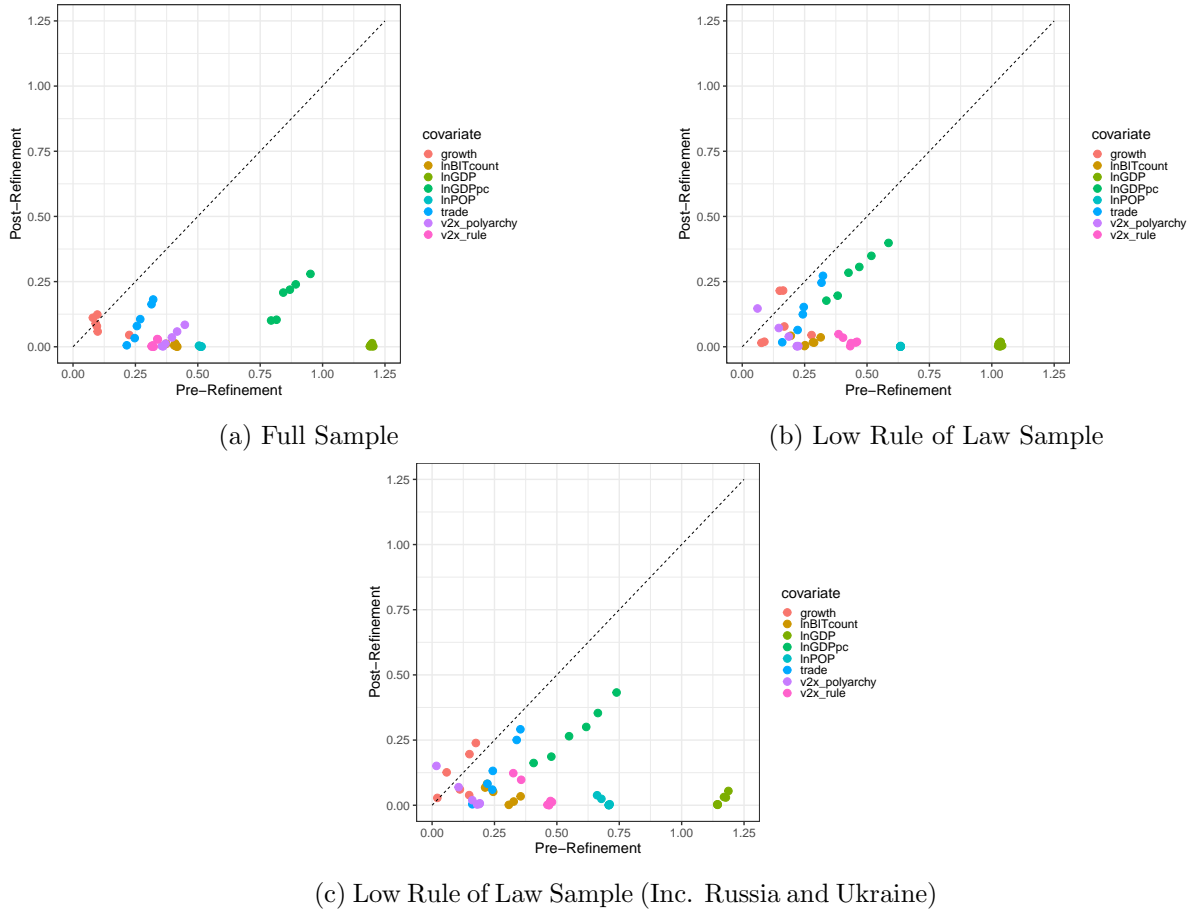 1.25
1.00
0.75
0.50
0.25
0.00
0.00 0.25 0.50 0.75 1.00 1.25
Pre−Refinement
Post−Refinement
covariate
growth
lnBITcount
lnGDP
lnGDPpc
lnPOP
trade
v2x_polyarchy
v2x_rule
(a) Full Sample
1.25
1.00
0.75
0.50
0.25
0.00
0.00 0.25 0.50 0.75 1.00 1.25
Pre−Refinement
Post−Refinement
covariate
growth
lnBITcount
lnGDP
lnGDPpc
lnPOP
trade
v2x_polyarchy
v2x_rule
(b) Low Rule of Law Sample
1.25
1.00
0.75
0.50
0.25
0.00
0.00 0.25 0.50 0.75 1.00 1.25
Pre−Refinement
Post−Refinement
covariate
growth
lnBITcount
lnGDP
lnGDPpc
lnPOP
trade
v2x_polyarchy
v2x_rule
(c) Low Rule of Law Sample (Inc. Russia and Ukraine)